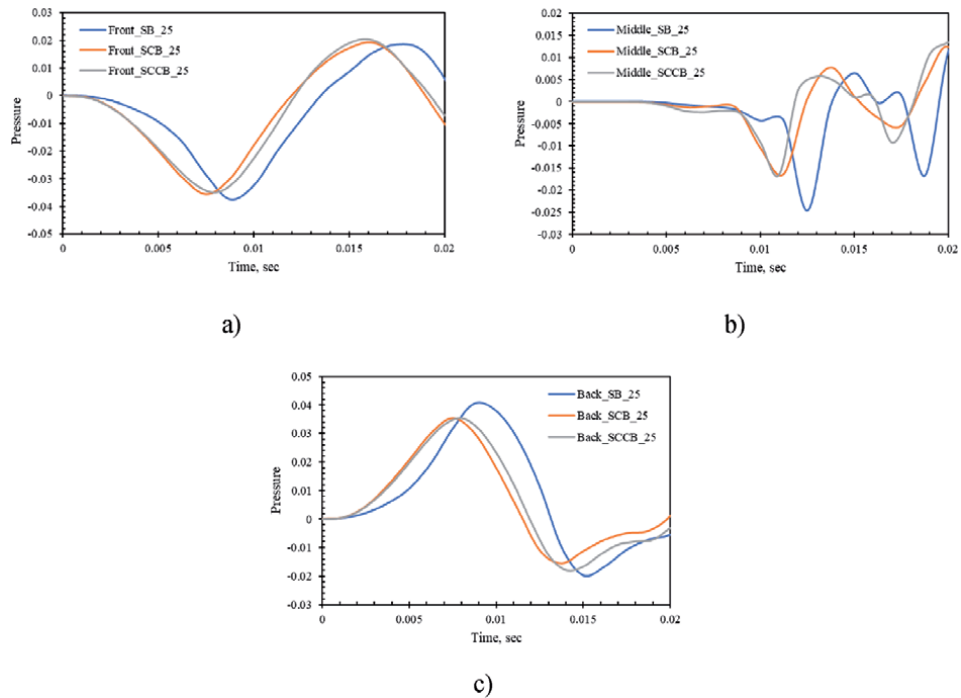 0.03
0.02
0.01
0
-0.01
-0.02
-0.03
-0.04
-0.05
Pressure
Front_SB_25
Front_SCB_25
Front_SCCB_25
0 0.005 0.01 0.015 0.02
Time, sec
a)
0.02
0.015
0.01
0.005
0
-0.005
-0.01
-0.015
-0.02
-0.025
-0.03
Pressure
Middle_SB_25
Middle_SCB_25
Middle_SCCB_25
0 0.005 0.01 0.015 0.02
Time, sec
b)
0.05
0.04
0.03
0.02
0.01
0
-0.01
-0.02
-0.03
Pressure
Back_SB_25
Back_SCB_25
Back_SCCB_25
0 0.005 0.01 0.015 0.02
Time, sec
c)